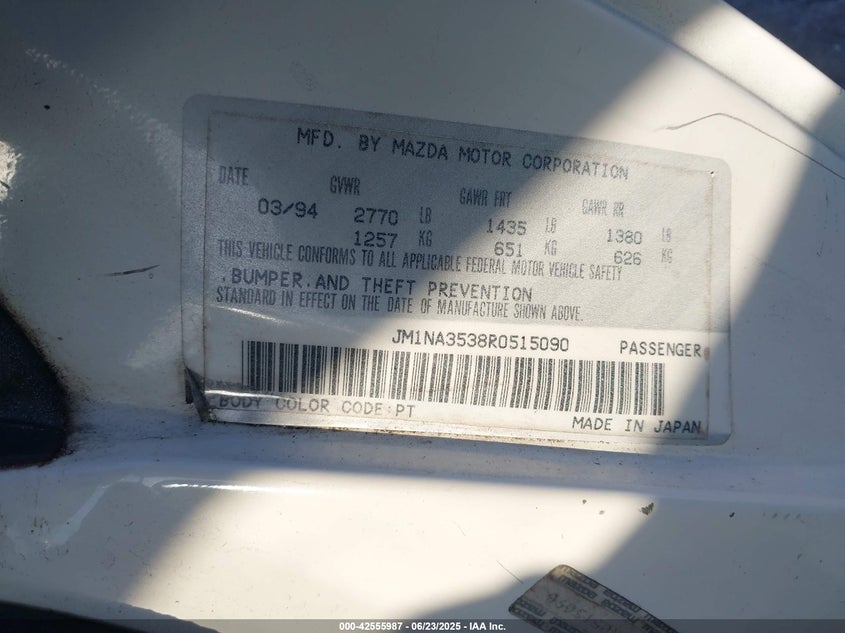 MFD. BY MAZDA MOTOR CORPORATION
DATE GVWR GAWR FRT GAWR RR
03/94 2770 LB 1435 LB 1380 LB
1257 KG 651 KG 626 KG
THIS VEHICLE CONFORMS TO ALL APPLICABLE FEDERAL MOTOR VEHICLE SAFETY
.BUMPER.AND THEFT PREVENTION
STANDARD IN EFFECT ON THE DATE OF MANUFACTURE SHOWN ABOVE.
JM1NA3538R0515090 PASSENGER
BODY COLOR CODE:PT
MADE IN JAPAN
000-42555987 - 06/23/2025 - IAA Inc.